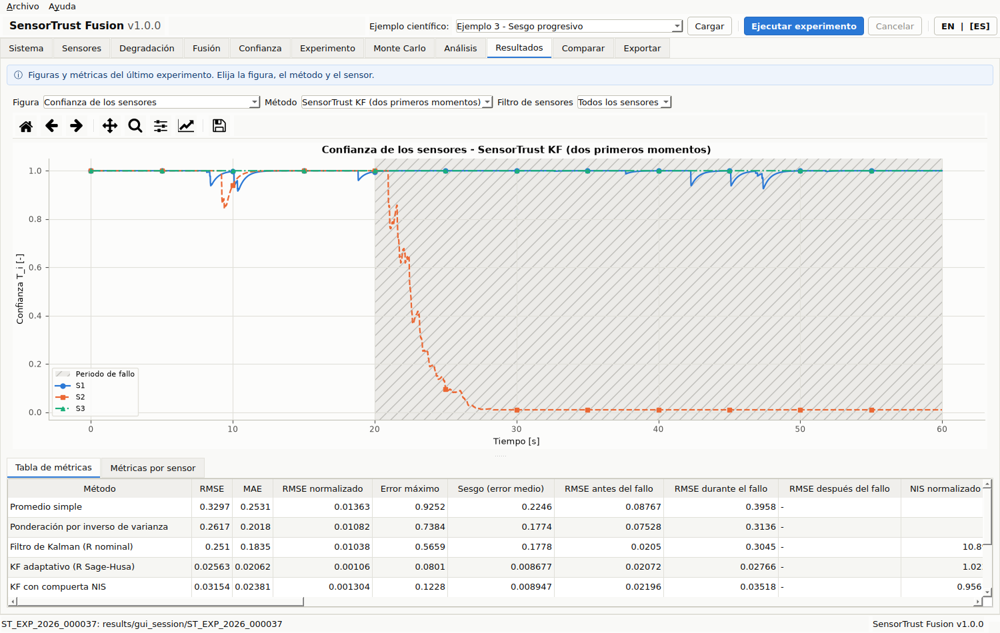 Archivo Ayuda
SensorTrust Fusion v1.0.0
Ejemplo científico: Ejemplo 3 - Sesgo progresivo Cargar Ejecutar experimento Cancelar EN | [ES]
Sistema Sensores Degradación Fusión Confianza Experimento Monte Carlo Análisis Resultados Comparar Exportar
Figuras y métricas del último experimento. Elija la figura, el método y el sensor.
Figura Confianza de los sensores Método SensorTrust KF (dos primeros momentos) Filtro de sensores Todos los sensores
Confianza de los sensores - SensorTrust KF (dos primeros momentos)
Confianza T_i [-]
1.0
0.8
0.6
0.4
0.2
0.0
Periodo de fallo
S1
S2
S3
0 10 20 30 40 50 60
Tiempo [s]
Tabla de métricas Métricas por sensor
Método RMSE MAE RMSE normalizado Error máximo Sesgo (error medio) RMSE antes del fallo RMSE durante el fallo RMSE después del fallo NIS normalizado
Promedio simple 0.3297 0.2531 0.01363 0.9252 0.2246 0.08767 0.3958 -
Ponderación por inverso de varianza 0.2617 0.2018 0.01082 0.7384 0.1774 0.07528 0.3136 -
Filtro de Kalman (R nominal) 0.251 0.1835 0.01038 0.5659 0.1778 0.0205 0.3045 - 10.8
KF adaptativo (R Sage-Husa) 0.02563 0.02062 0.00106 0.0801 0.008677 0.02072 0.02766 - 1.02
KF con compuerta NIS 0.03154 0.02381 0.001304 0.1228 0.008947 0.02196 0.03518 - 0.956
ST_EXP_2026_000037: results/gui_session/ST_EXP_2026_000037 SensorTrust Fusion v1.0.0